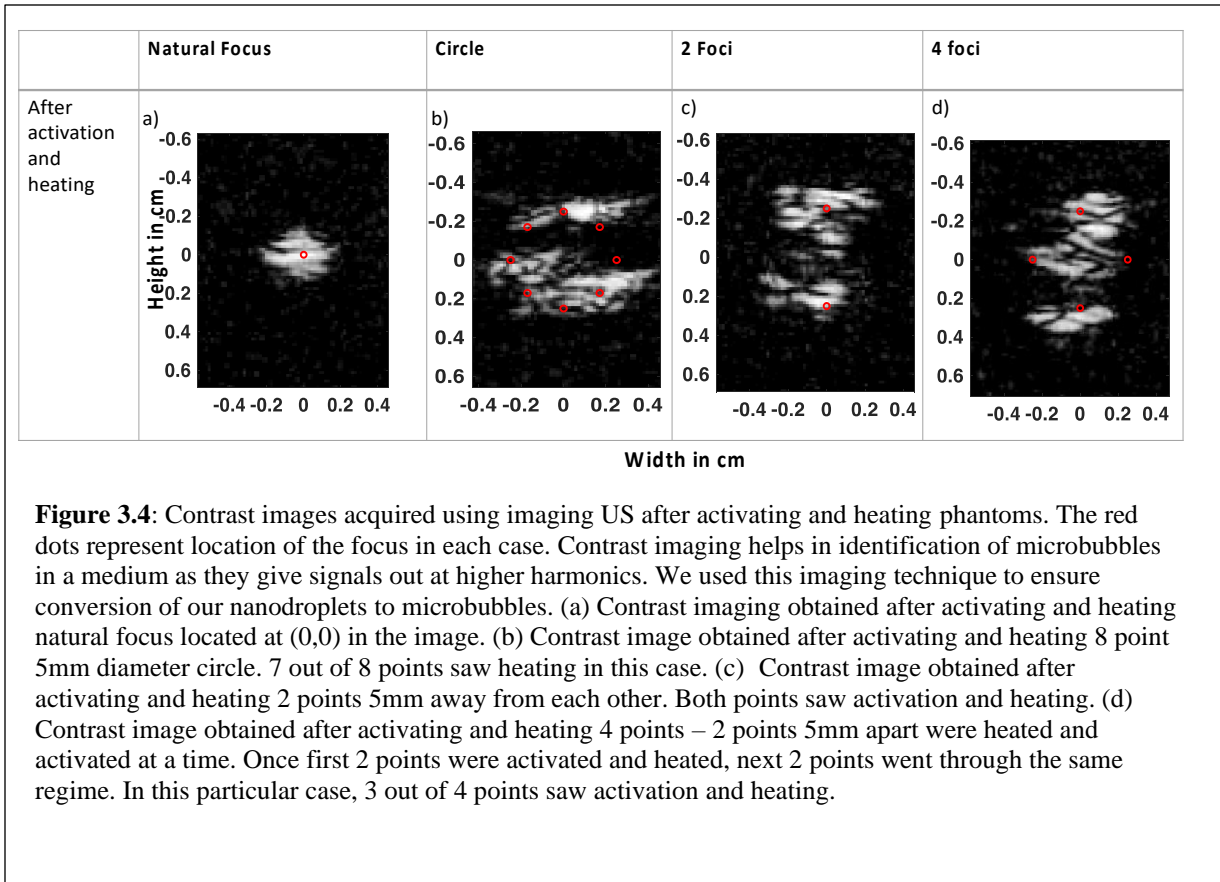 Natural Focus
Circle
2 Foci
4 foci
After
activation
and
heating
a)
b)
c)
d)
Height in cm
-0.6
-0.4
-0.2
0
0.2
0.4
0.6
-0.4 -0.2 0 0.2 0.4
-0.6
-0.4
-0.2
0
0.2
0.4
0.6
-0.4 -0.2 0 0.2 0.4
-0.6
-0.4
-0.2
0
0.2
0.4
0.6
-0.4 -0.2 0 0.2 0.4
-0.6
-0.4
-0.2
0
0.2
0.4
0.6
-0.4 -0.2 0 0.2 0.4
Width in cm
Figure 3.4: Contrast images acquired using imaging US after activating and heating phantoms. The red
dots represent location of the focus in each case. Contrast imaging helps in identification of microbubbles
in a medium as they give signals out at higher harmonics. We used this imaging technique to ensure
conversion of our nanodroplets to microbubbles. (a) Contrast imaging obtained after activating and heating
natural focus located at (0,0) in the image. (b) Contrast image obtained after activating and heating 8 point
5mm diameter circle. 7 out of 8 points saw heating in this case. (c) Contrast image obtained after
activating and heating 2 points 5mm away from each other. Both points saw activation and heating. (d)
Contrast image obtained after activating and heating 4 points – 2 points 5mm apart were heated and
activated at a time. Once first 2 points were activated and heated, next 2 points went through the same
regime. In this particular case, 3 out of 4 points saw activation and heating.